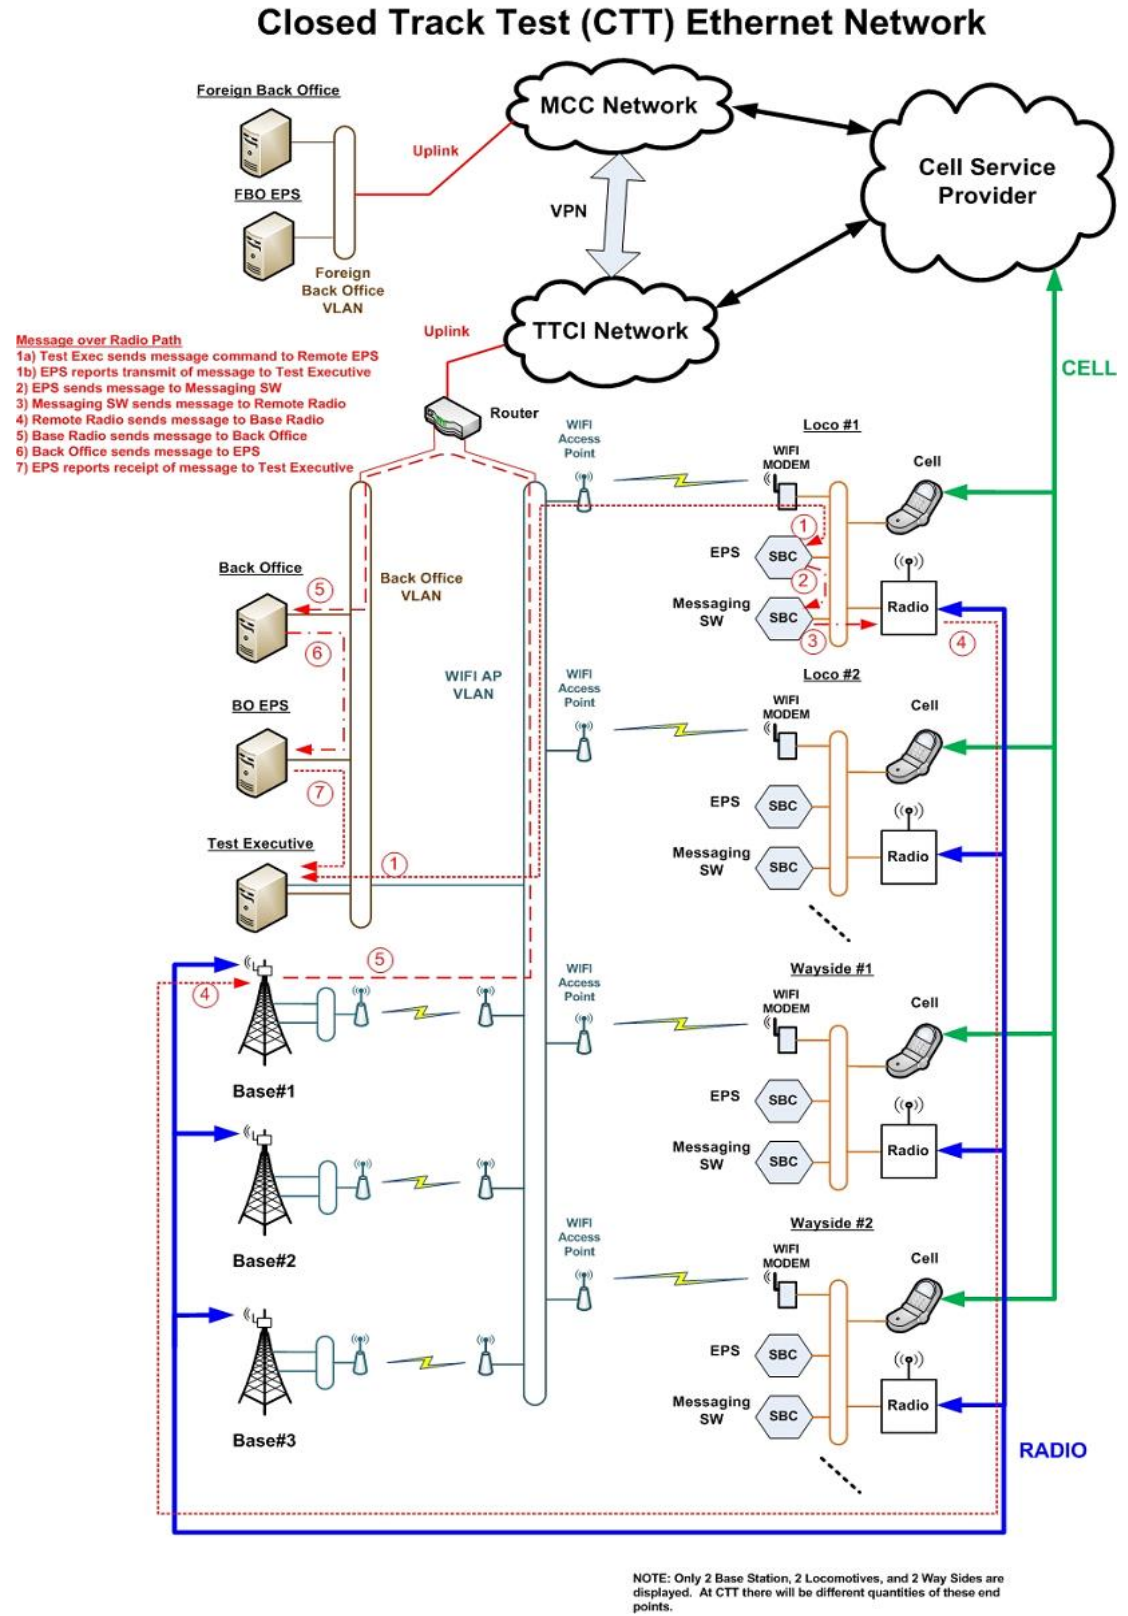 Closed Track Test (CTT) Ethernet Network
Foreign Back Office
FBO EPS
Foreign
Back Office
VLAN
Uplink
MCC Network
VPN
Cell Service
Provider
TTCI Network
Uplink
Router
CELL
Message over Radio Path
1a) Test Exec sends message command to Remote EPS
1b) EPS reports transmit of message to Test Executive
2) EPS sends message to Messaging SW
3) Messaging SW sends message to Remote Radio
4) Remote Radio sends message to Base Radio
5) Base Radio sends message to Back Office
6) Back Office sends message to EPS
7) EPS reports receipt of message to Test Executive
WIFI
Access
Point
Loco #1
WIFI
MODEM
Cell
1
EPS
SBC
2
Messaging
SW
SBC
3
Radio
4
Back Office
5
6
Back Office
VLAN
BO EPS
7
Test Executive
1
WIFI AP
VLAN
WIFI
Access
Point
Loco #2
WIFI
MODEM
Cell
EPS
SBC
Messaging
SW
SBC
Radio
5
4
Base#1
WIFI
Access
Point
Wayside #1
WIFI
MODEM
Cell
EPS
SBC
Messaging
SW
SBC
Radio
Base#2
WIFI
Access
Point
Wayside #2
WIFI
MODEM
Cell
EPS
SBC
Messaging
SW
SBC
Radio
Base#3
RADIO
NOTE: Only 2 Base Station, 2 Locomotives, and 2 Way Sides are
displayed. At CTT there will be different quantities of these end
points.